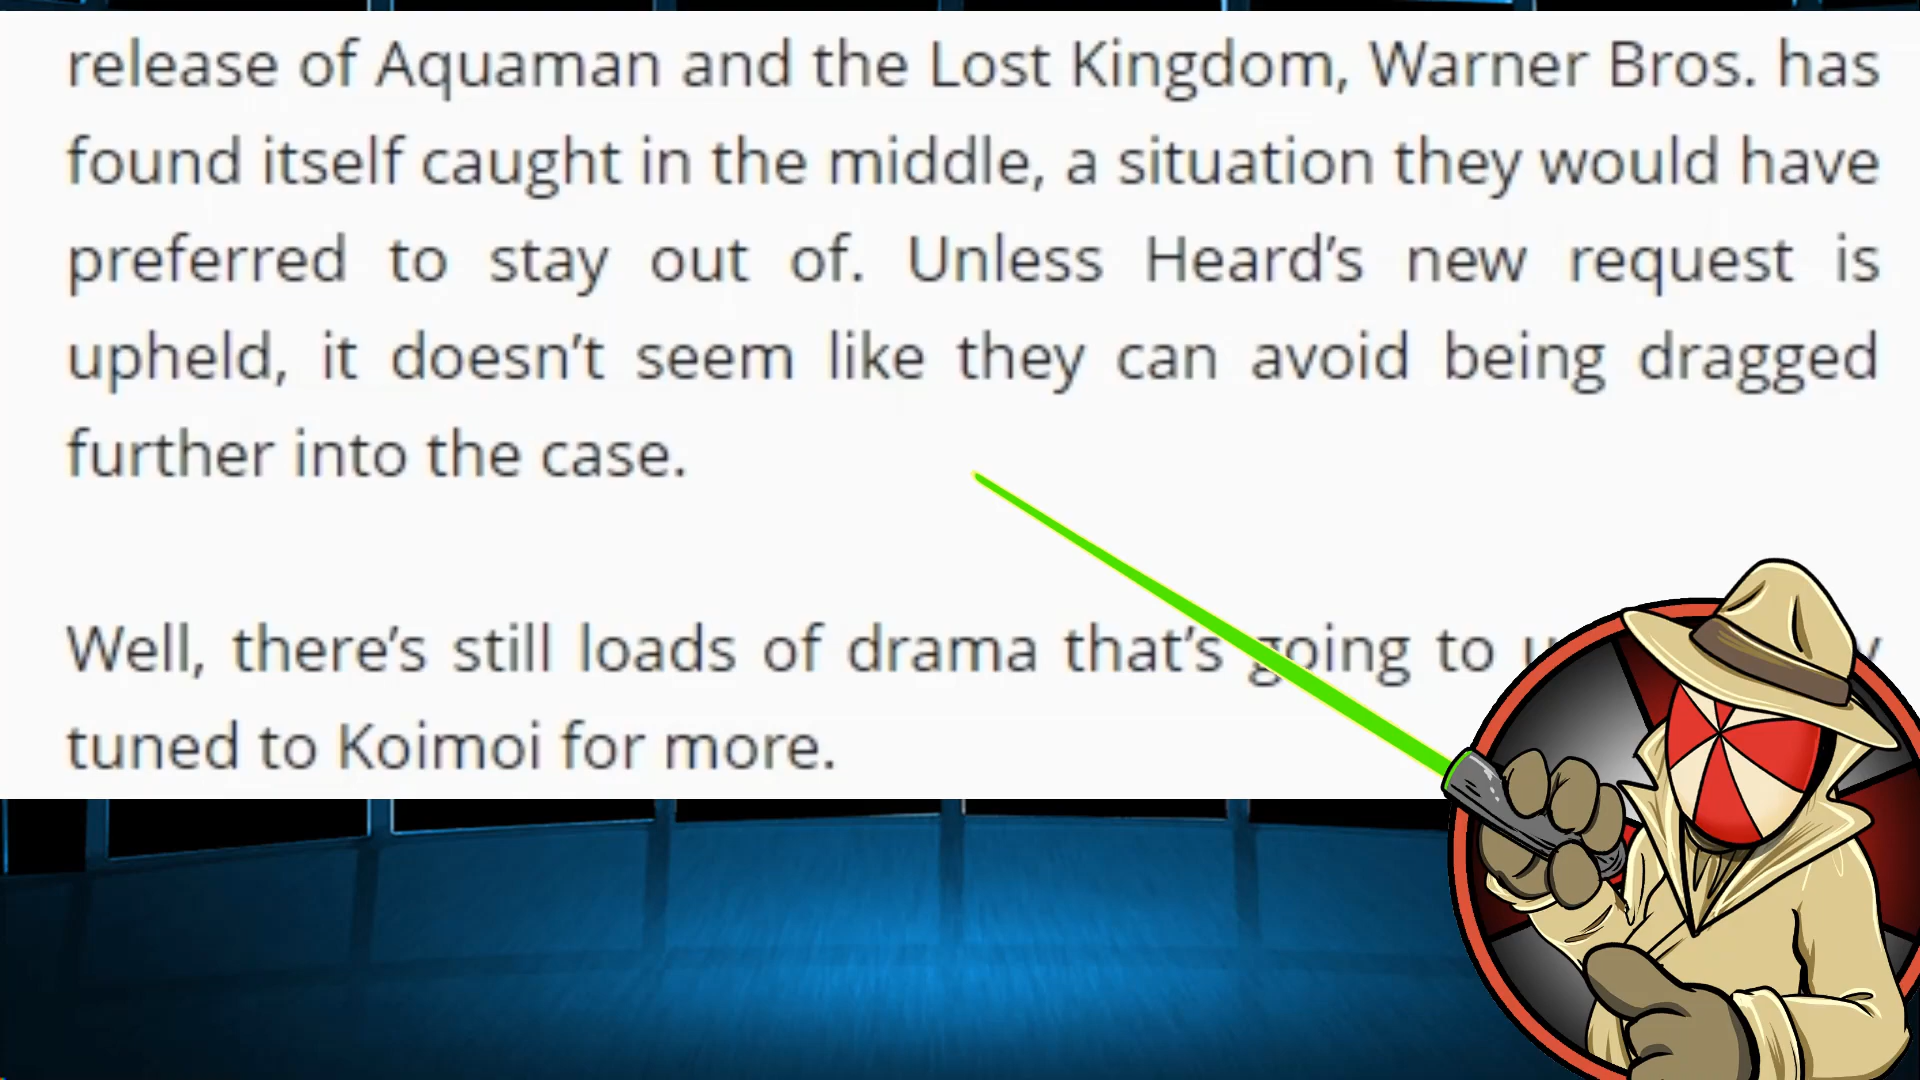 release of Aquaman and the Lost Kingdom, Warner Bros. has
found itself caught in the middle, a situation they would have
preferred to stay out of. Unless Heard’s new request is
upheld, it doesn’t seem like they can avoid being dragged
further into the case.
Well, there’s still loads of drama that’s going to
tuned to Koimoi for more.